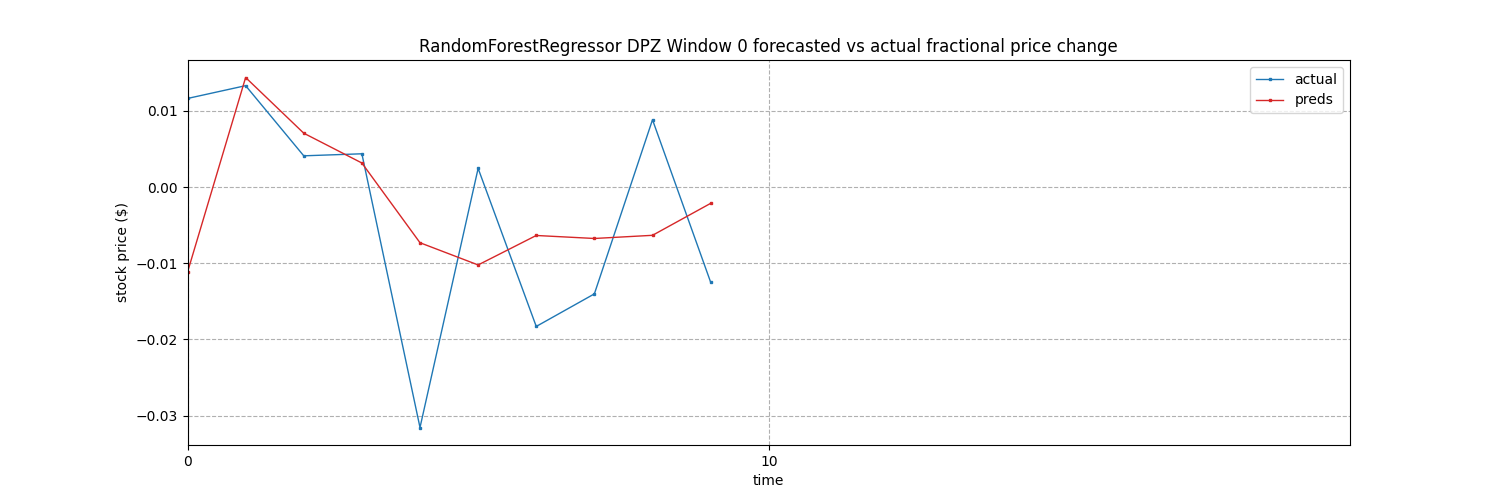 RandomForestRegressor DPZ Window 0 forecasted vs actual fractional price change
actual
preds
0.01
0.00
−0.01
−0.02
−0.03
stock price ($)
0
10
time